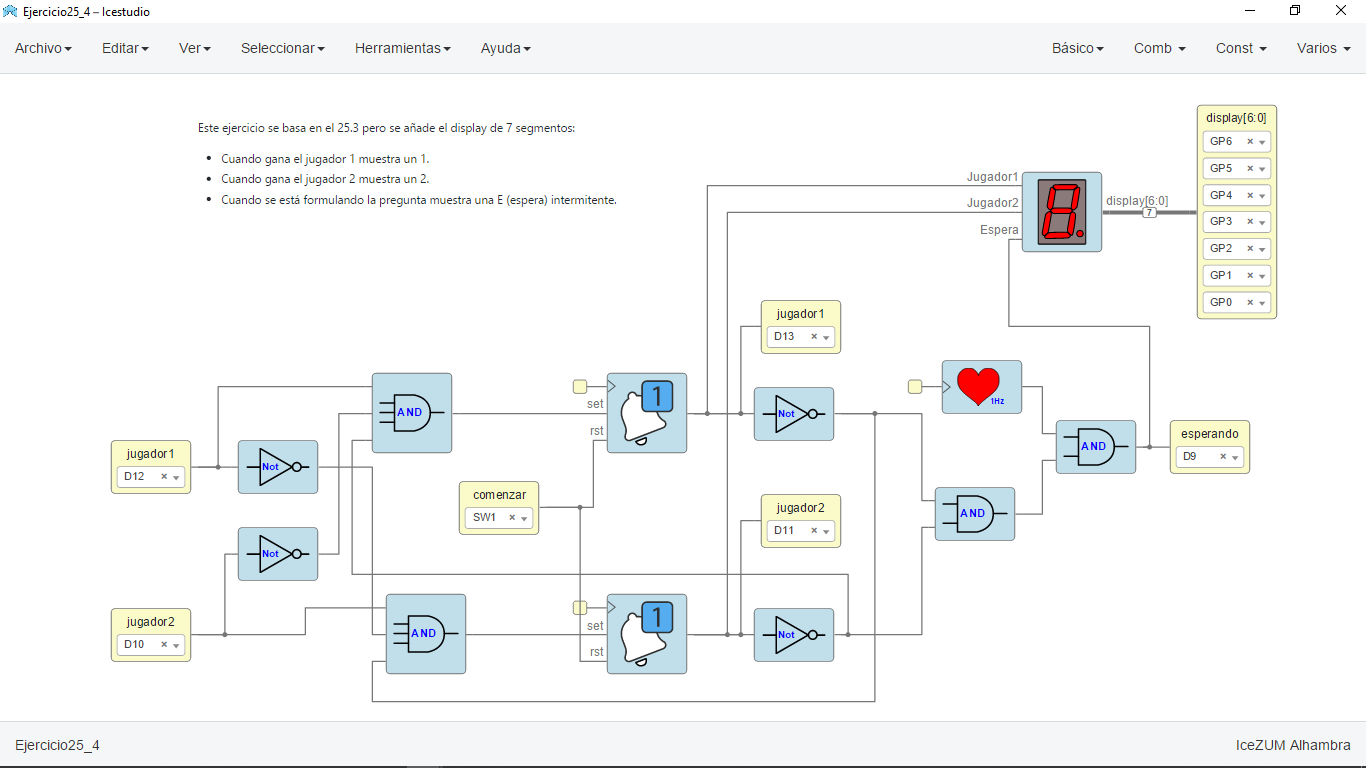 Ejercicio25_4 – Icestudio
Archivo Editar Ver Seleccionar Herramientas Ayuda Básico Comb Const Varios
Este ejercicio se basa en el 25.3 pero se añade el display de 7 segmentos:
• Cuando gana el jugador 1 muestra un 1.
• Cuando gana el jugador 2 muestra un 2.
• Cuando se está formulando la pregunta muestra una E (espera) intermitente.
display[6:0]
GP6
GP5
GP4
GP3
GP2
GP1
GP0
Jugador1
Jugador2
Espera
display[6:0]
7
jugador1
D13
AND
set
rst
1
Not
1Hz
AND
esperando
D9
jugador1
D12
Not
comenzar
SW1
jugador2
D11
AND
Not
jugador2
D10
AND
set
rst
1
Not
Ejercicio25_4
IceZUM Alhambra